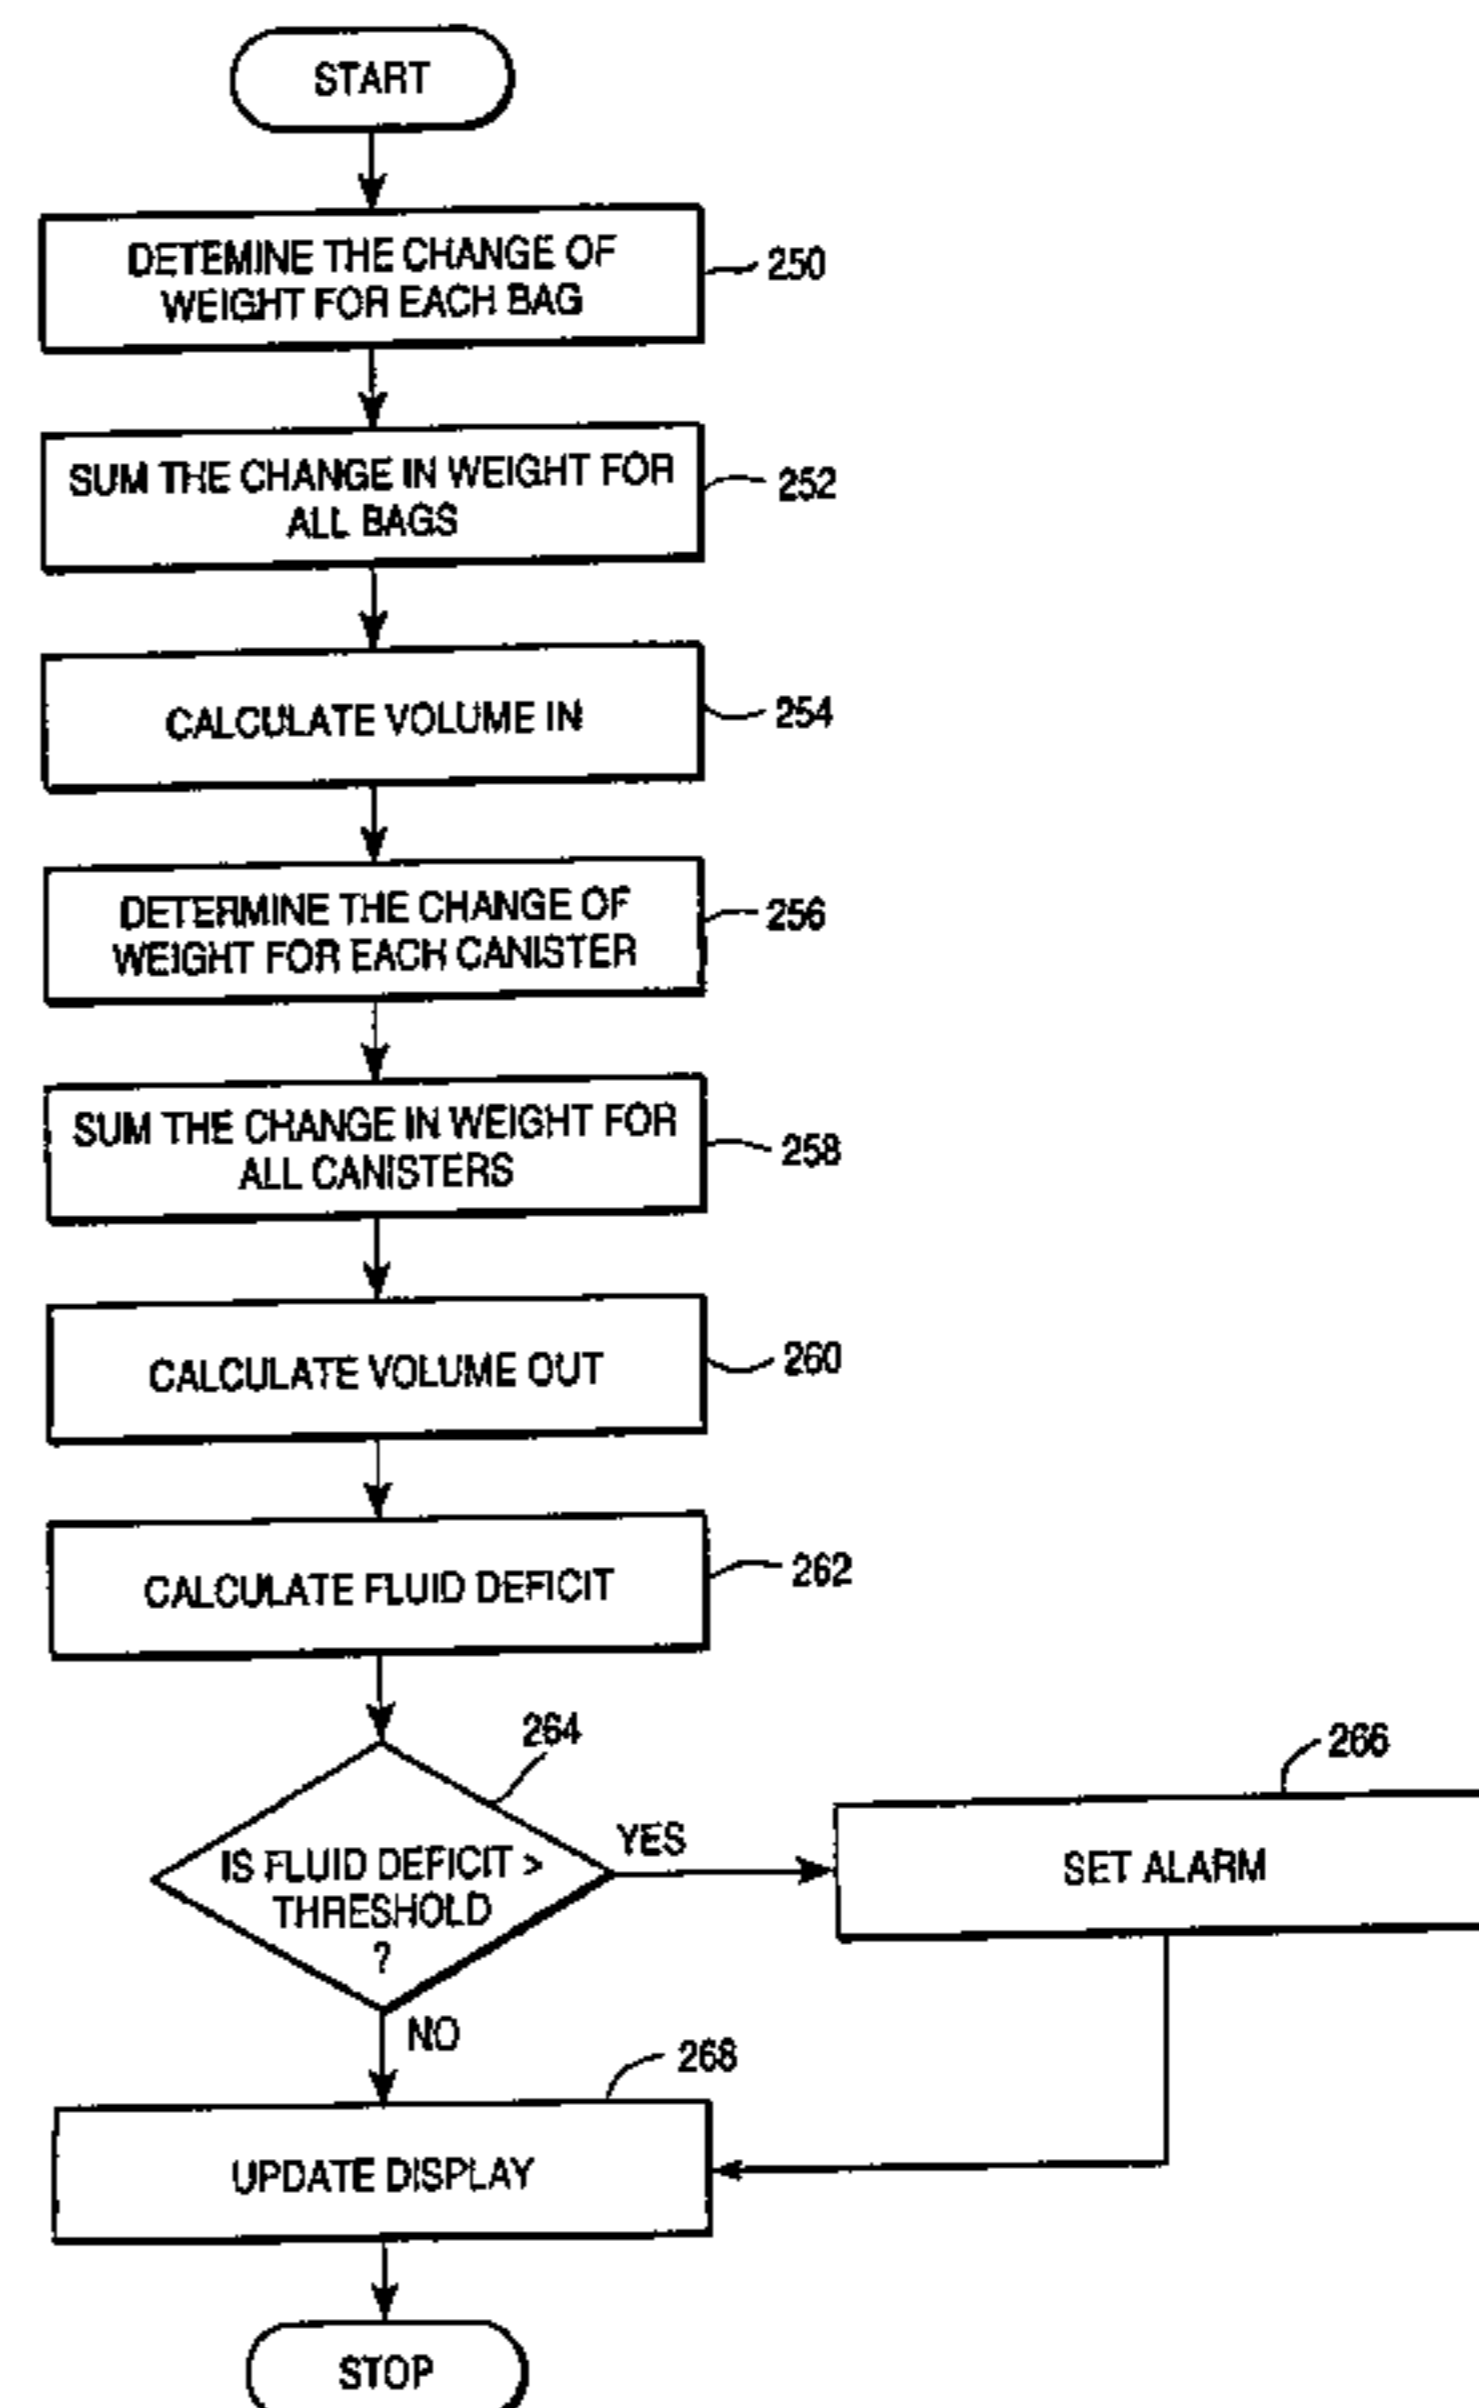 START
DETEMINE THE CHANGE OF
WEIGHT FOR EACH BAG
250
SUM THE CHANGE IN WEIGHT FOR
ALL BAGS
252
CALCULATE VOLUME IN
254
DETERMINE THE CHANGE OF
WEIGHT FOR EACH CANISTER
256
SUM THE CHANGE IN WEIGHT FOR
ALL CANISTERS
258
CALCULATE VOLUME OUT
260
CALCULATE FLUID DEFICIT
262
264
IS FLUID DEFICIT >
THRESHOLD
?
YES
266
SET ALARM
NO
268
UPDATE DISPLAY
STOP